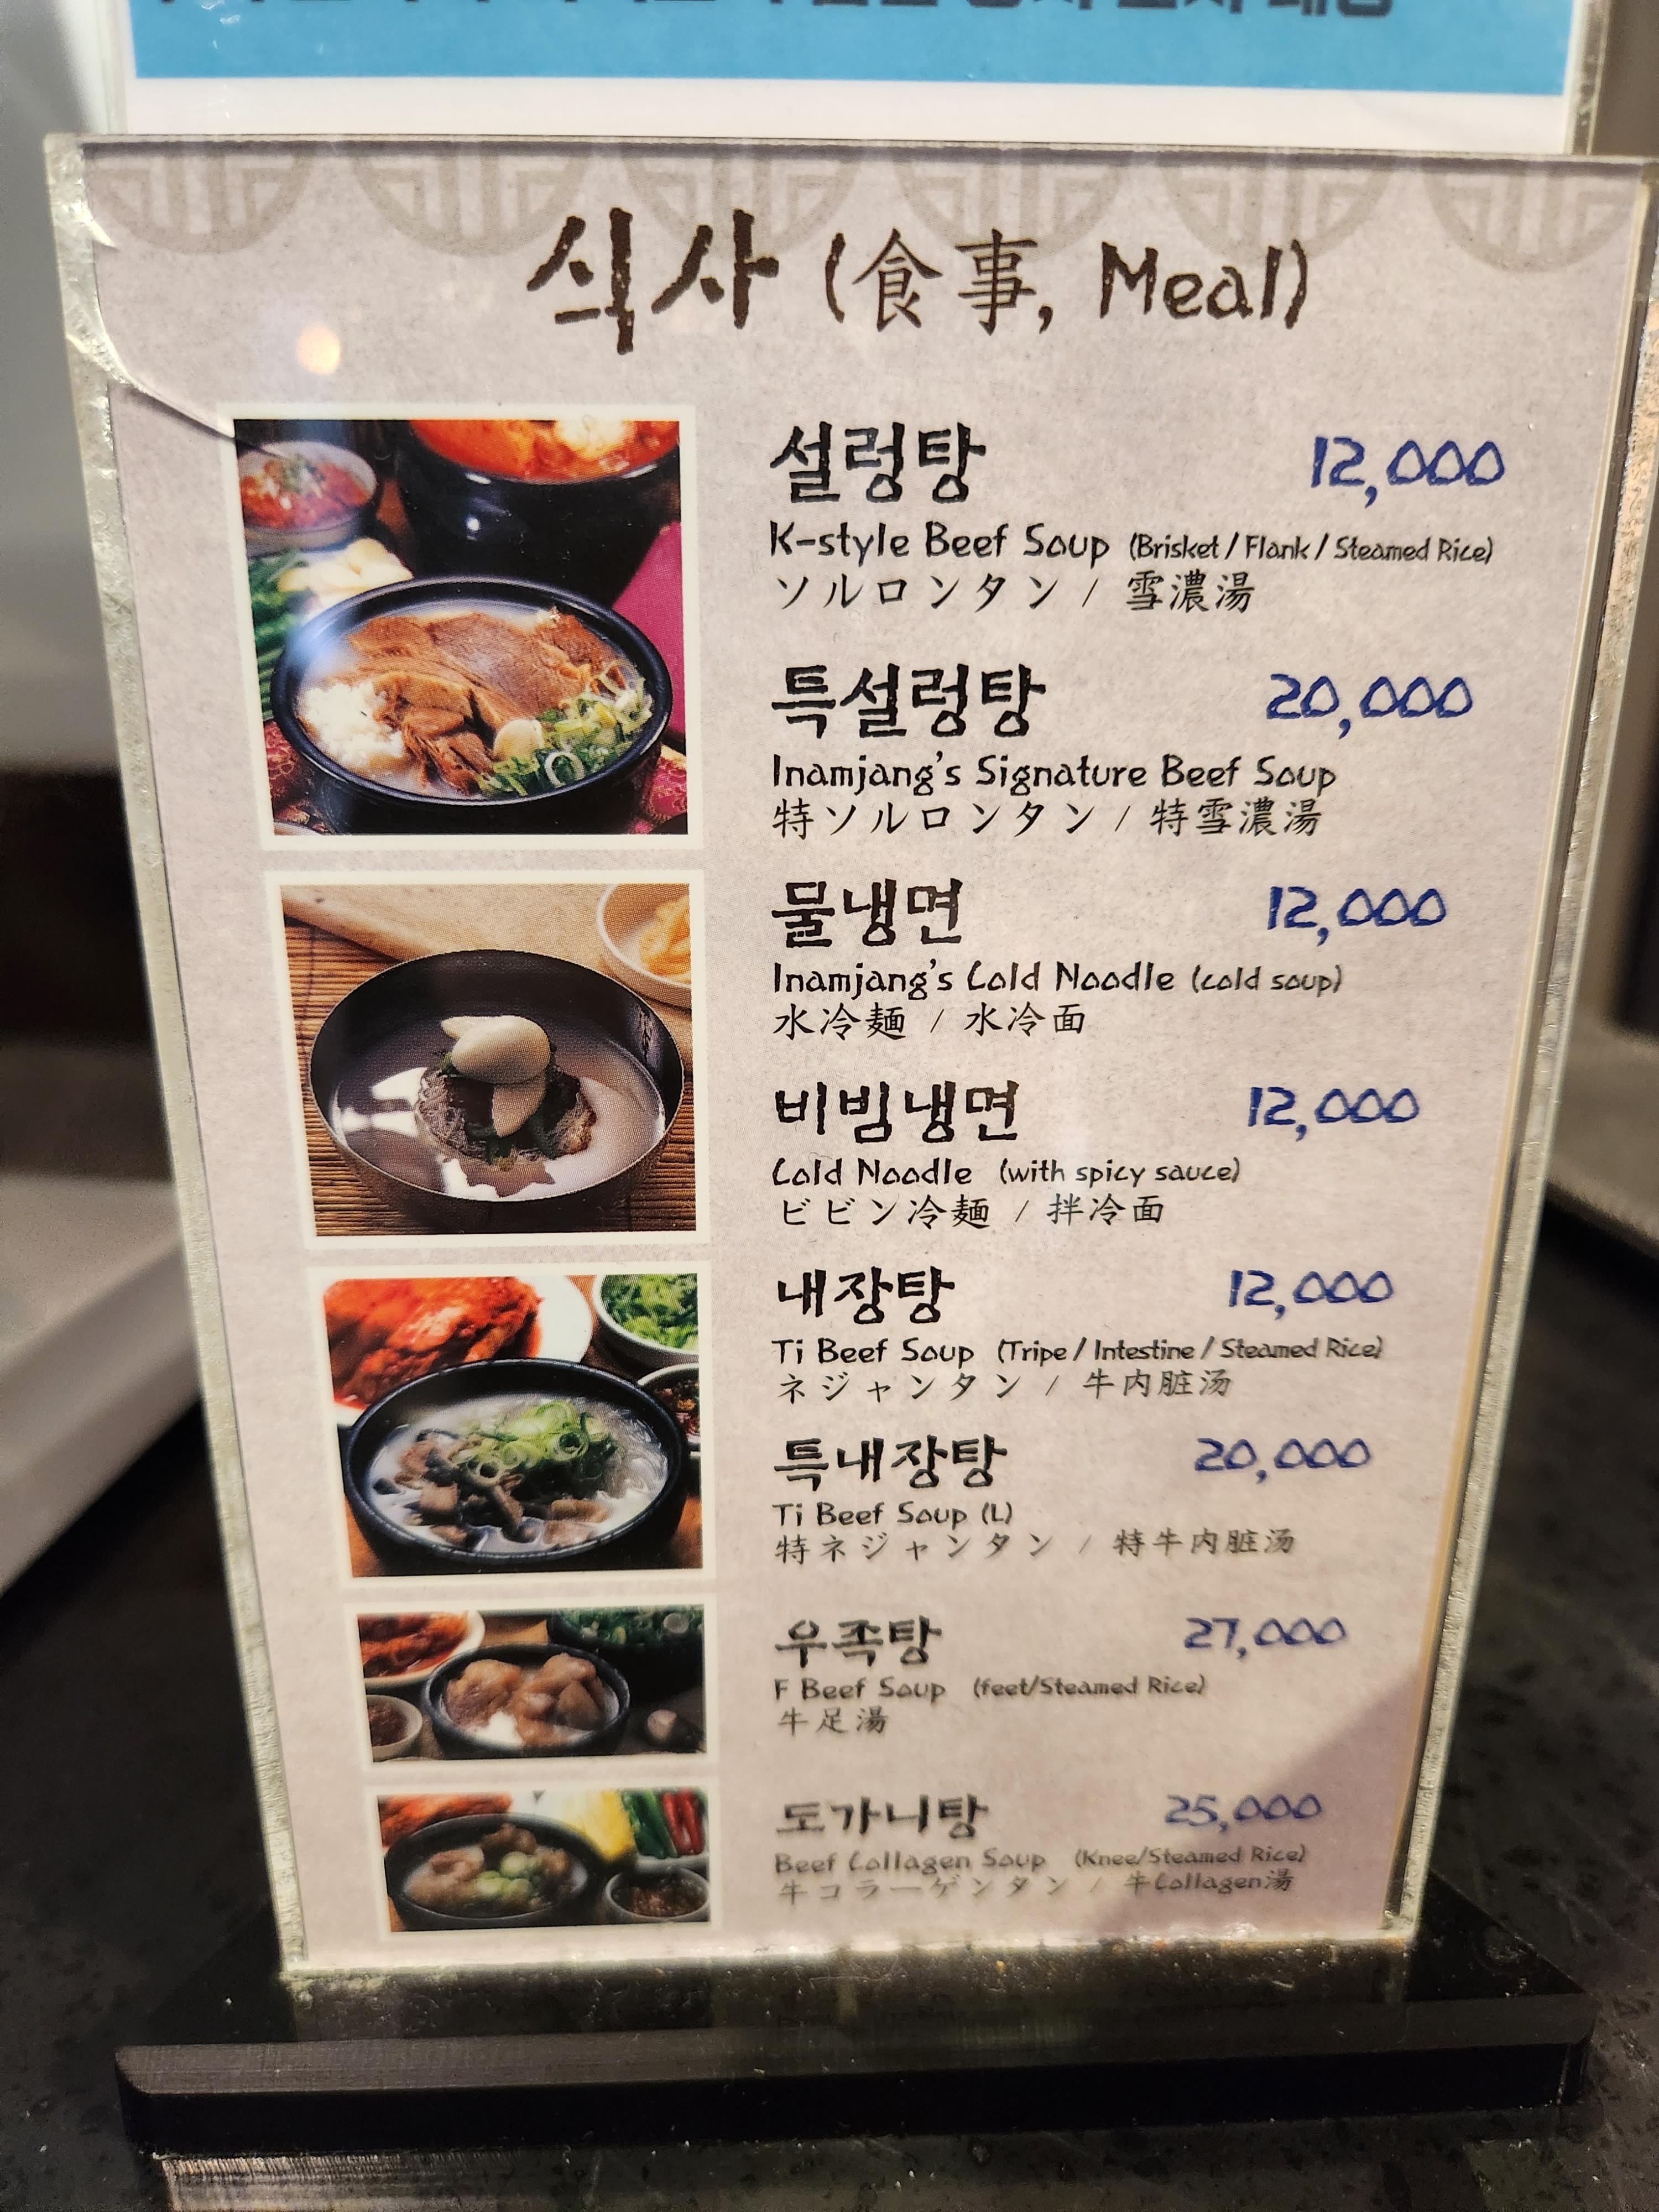 식사 (食事, Meal)
설렁탕 12,000
K-style Beef Soup (Brisket / Flank / Steamed Rice)
ソルロンタン / 雪濃湯
특설렁탕 20,000
Inamjang's Signature Beef Soup
特ソルロンタン / 特雪濃湯
물냉면 12,000
Inamjang's Cold Noodle (cold soup)
水冷麺 / 水冷面
비빔냉면 12,000
Cold Noodle (with spicy sauce)
ビビン冷麺 / 拌冷面
내장탕 12,000
Ti Beef Soup (Tripe / Intestine / Steamed Rice)
ネジャンタン / 牛内脏汤
특내장탕 20,000
Ti Beef Soup (L)
特ネジャンタン / 特牛内脏汤
우족탕 27,000
F Beef Soup (feet/Steamed Rice)
牛足湯
도가니탕 25,000
Beef Collagen Soup (Knee/Steamed Rice)
牛コラーゲンタン / 牛Collagen湯